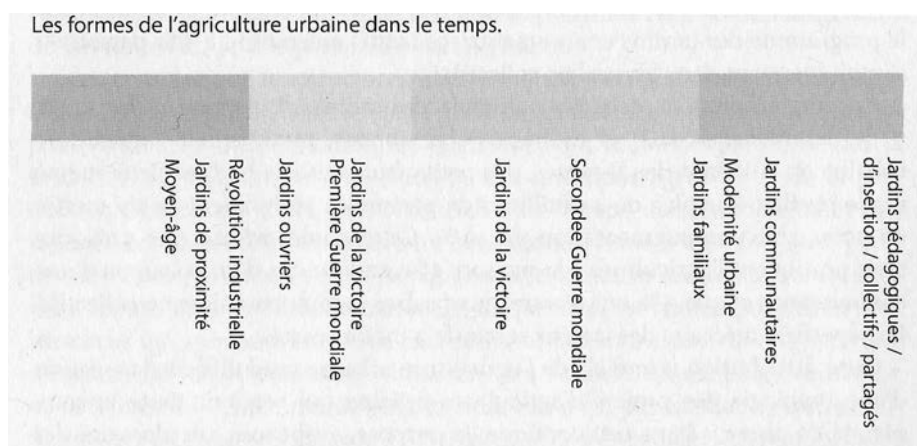 Les formes de l'agriculture urbaine dans le temps.
Moyen-âge
Jardins de proximité
Révolution industrielle
Jardins ouvriers
Première Guerre mondiale
Jardins de la victoire
Jardins de la victoire
Seconde Guerre mondiale
Jardins familiaux
Modernité urbaine
Jardins communautaires
Jardins pédagogiques /
d'insertion / collectifs / partagés